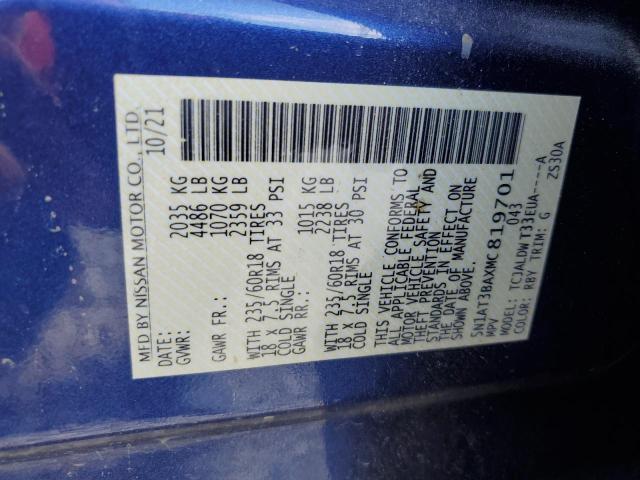 MFD BY NISSAN MOTOR CO., LTD.
10/21
GVWR: 2035 KG
4486 LB
GAWR FR.: 1070 KG
2359 LB
WITH 235/60R18 TIRES
18 X 7.5 RIMS AT 33 PSI
COLD SINGLE
GAWR RR.: 1015 KG
2238 LB
WITH 235/60R18 TIRES
18 X 7.5 RIMS AT 30 PSI
COLD SINGLE
THIS VEHICLE CONFORMS TO
ALL APPLICABLE FEDERAL
MOTOR VEHICLE SAFETY AND
THEFT PREVENTION
STANDARDS IN EFFECT ON
THE DATE OF MANUFACTURE
SHOWN ABOVE.
5N1AT3BAXMC819701
MPV 043
MODEL: TCJALDW T33EUA----A
COLOR: RBY TRIM: G ZS30A